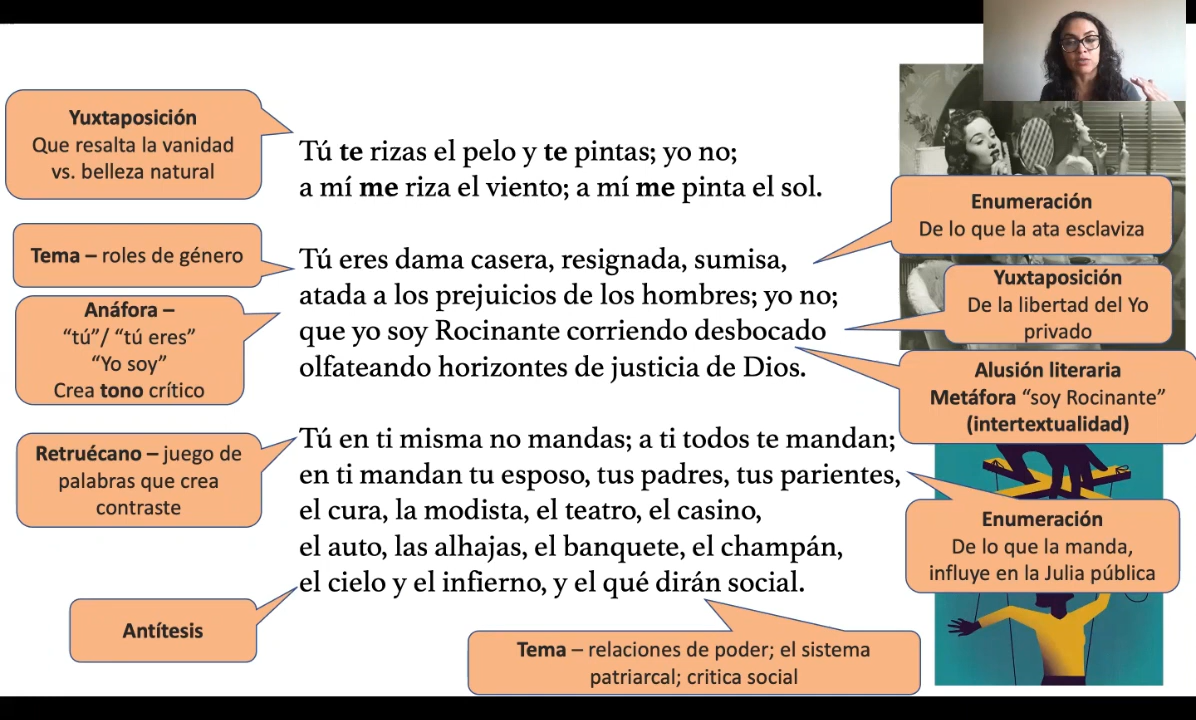 Yuxtaposición
Que resalta la vanidad
vs. belleza natural
Tú te rizas el pelo y te pintas; yo no;
a mí me riza el viento; a mí me pinta el sol.
Enumeración
De lo que la ata esclaviza
Tema – roles de género
Tú eres dama casera, resignada, sumisa,
atada a los prejuicios de los hombres; yo no;
que yo soy Rocinante corriendo desbocado
olfateando horizontes de justicia de Dios.
Yuxtaposición
De la libertad del Yo
privado
Anáfora –
“tú”/ “tú eres”
“Yo soy”
Crea tono crítico
Alusión literaria
Metáfora “soy Rocinante”
(intertextualidad)
Retruécano – juego de
palabras que crea
contraste
Tú en ti misma no mandas; a ti todos te mandan;
en ti mandan tu esposo, tus padres, tus parientes,
el cura, la modista, el teatro, el casino,
el auto, las alhajas, el banquete, el champán,
el cielo y el infierno, y el qué dirán social.
Enumeración
De lo que la manda,
influye en la Julia pública
Antítesis
Tema – relaciones de poder; el sistema
patriarcal; critica social